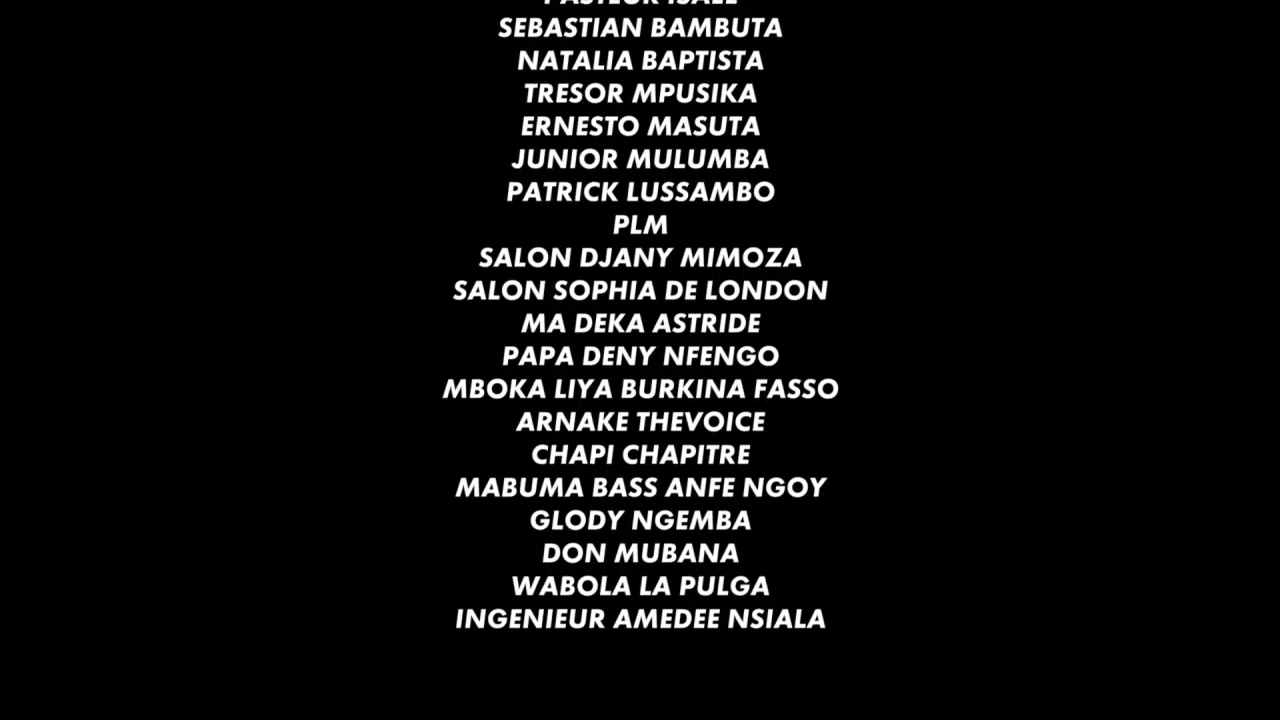 SEBASTIAN BAMBUTA
NATALIA BAPTISTA
TRESOR MPUSIKA
ERNESTO MASUTA
JUNIOR MULUMBA
PATRICK LUSSAMBO
PLM
SALON DJANY MIMOZA
SALON SOPHIA DE LONDON
MA DEKA ASTRIDE
PAPA DENY NFENGO
MBOKA LIYA BURKINA FASSO
ARNAKE THEVOICE
CHAPI CHAPITRE
MABUMA BASS ANFE NGOY
GLODY NGEMBA
DON MUBANA
WABOLA LA PULGA
INGENIEUR AMEDEE NSIALA